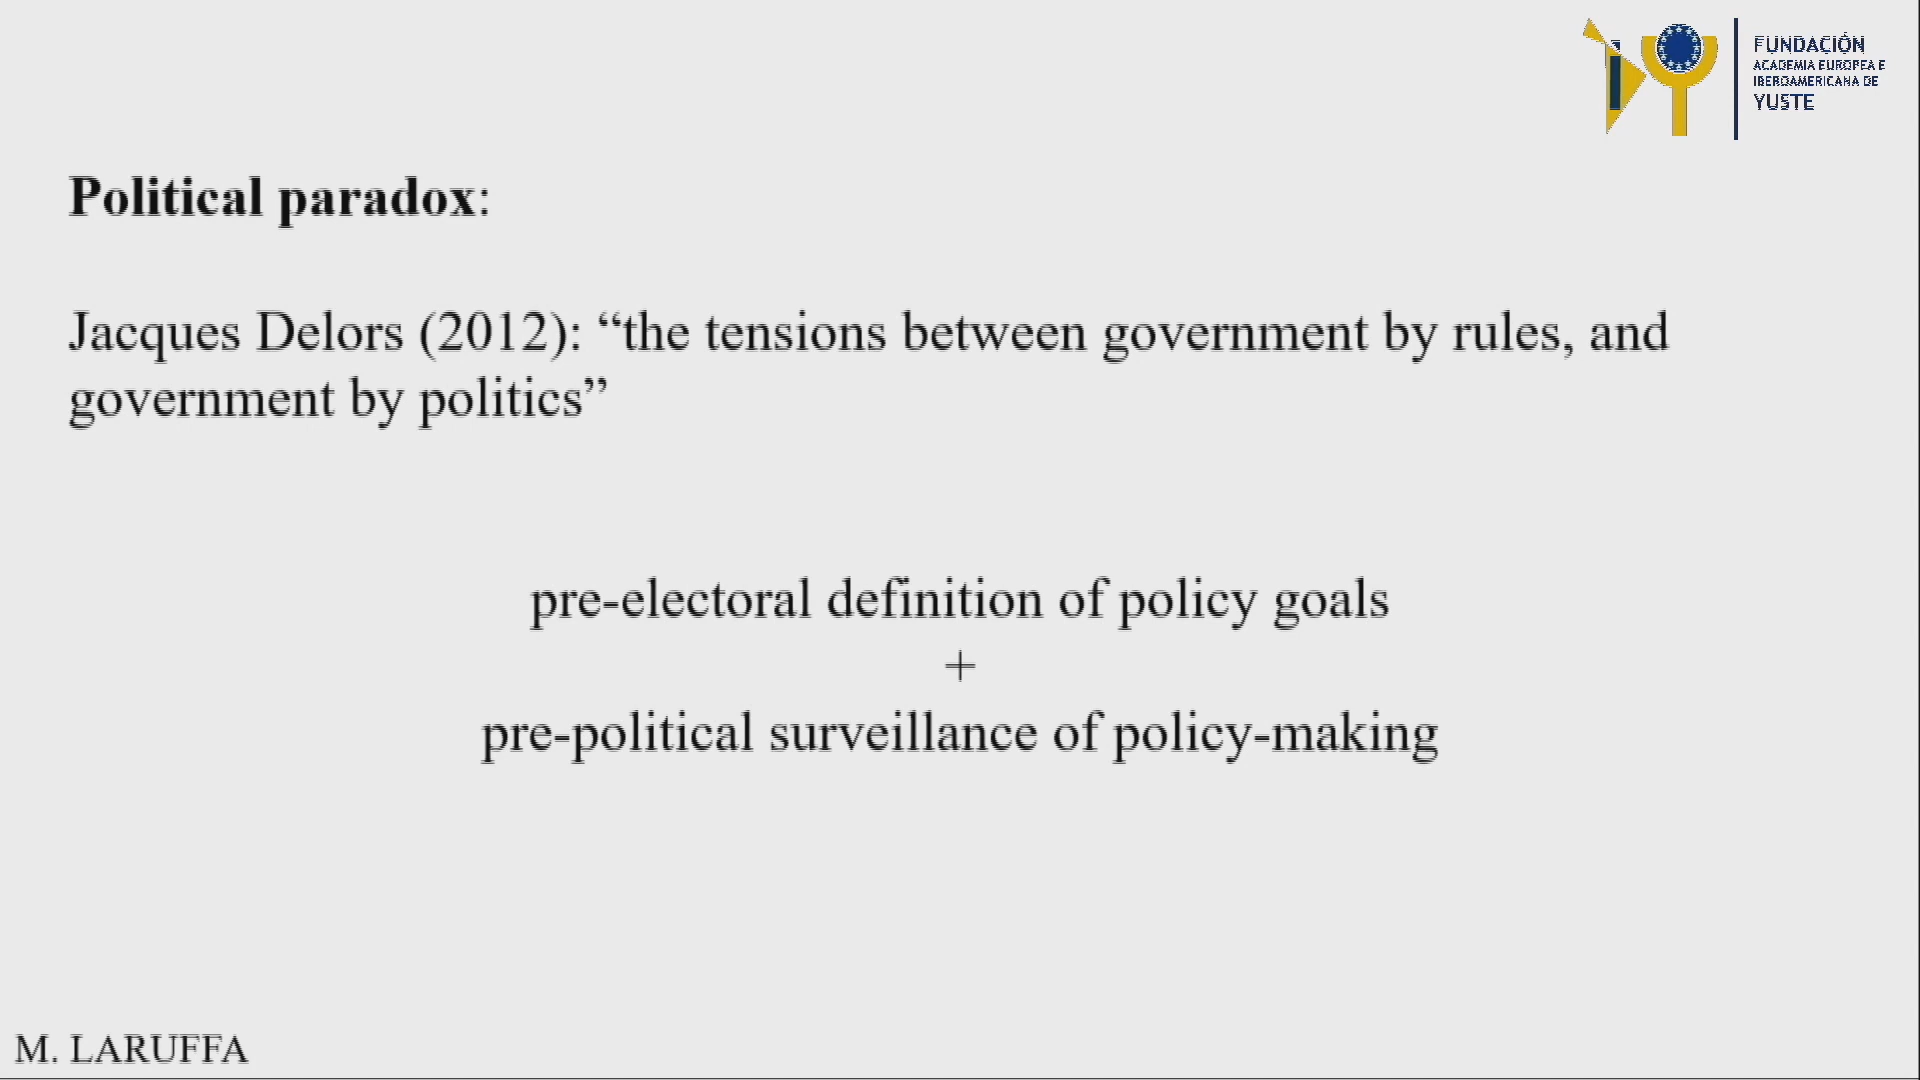 FUNDACIÓN
ACADEMIA EUROPEA E
IBEROAMERICANA DE
YUSTE
Political paradox:
Jacques Delors (2012): “the tensions between government by rules, and
government by politics”
pre-electoral definition of policy goals
+
pre-political surveillance of policy-making
M. LARUFFA